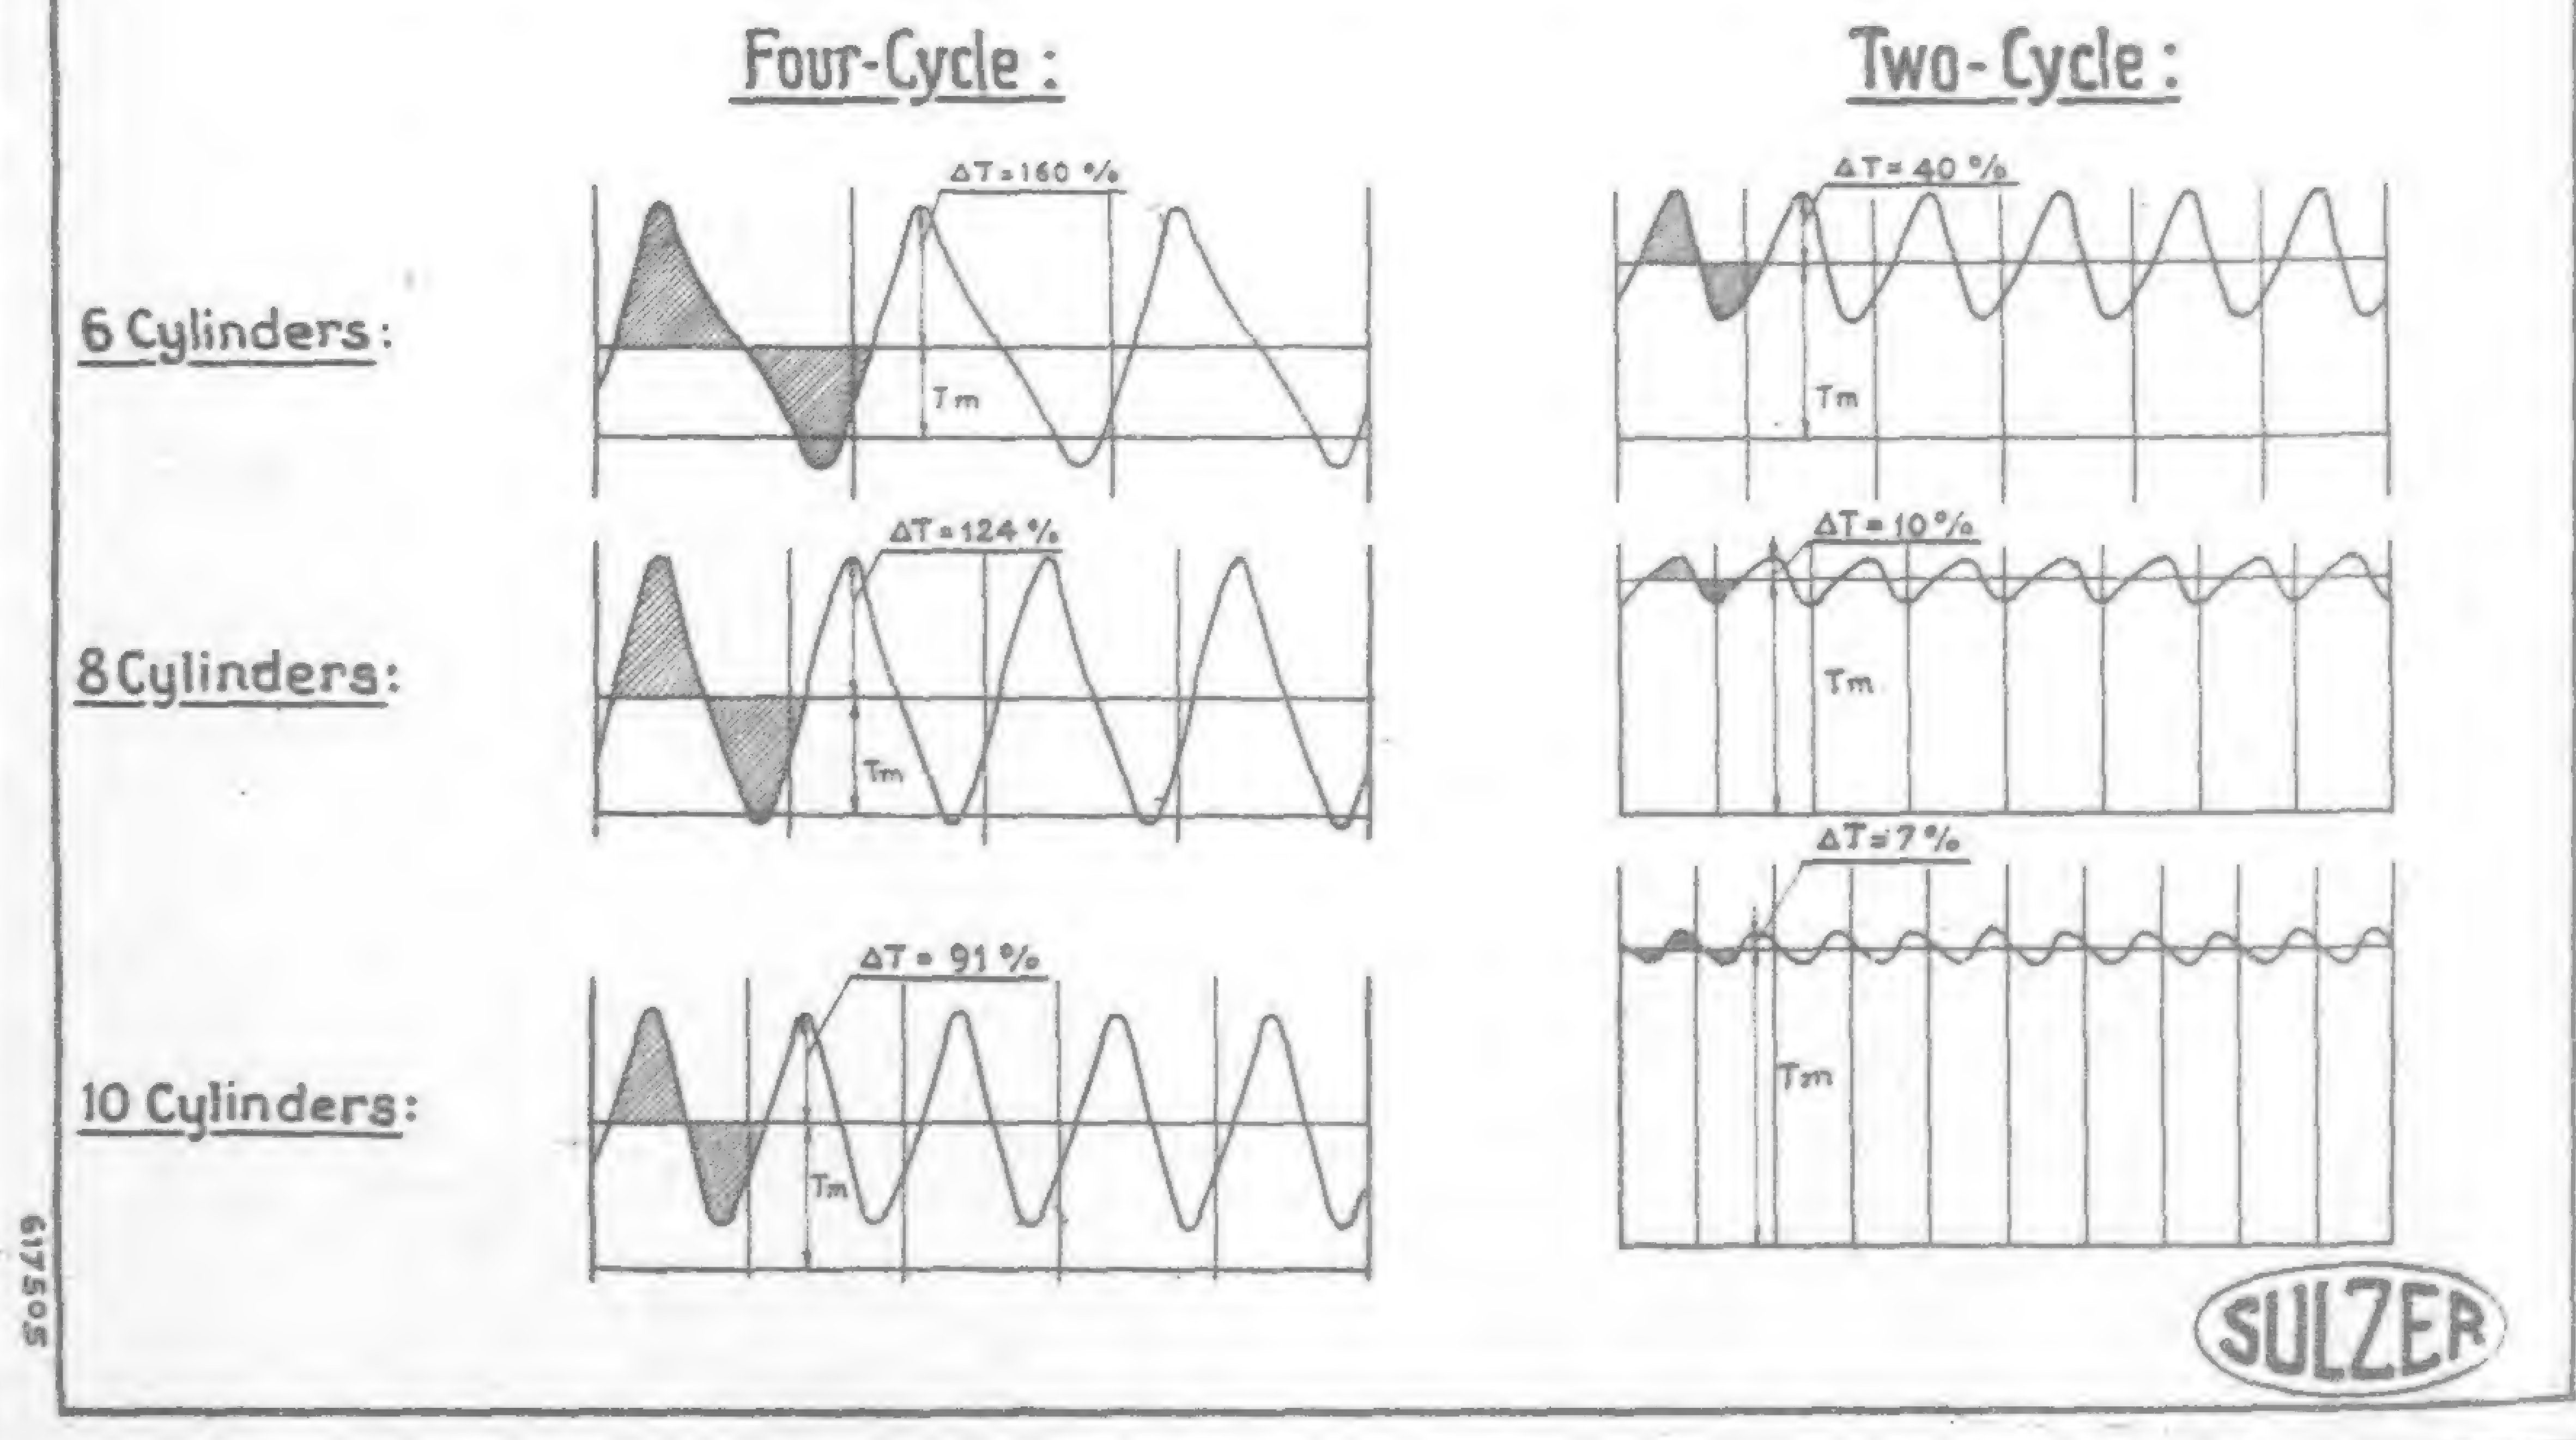 Four-Cycle:
Two-Cycle:
6 Cylinders:
ΔT=160 %
Tm
ΔT=40 %
Tm
8 Cylinders:
ΔT=124 %
Tm
ΔT=10 %
Tm
10 Cylinders:
ΔT=91 %
Tm
ΔT=7 %
Tm
61750S
SULZER